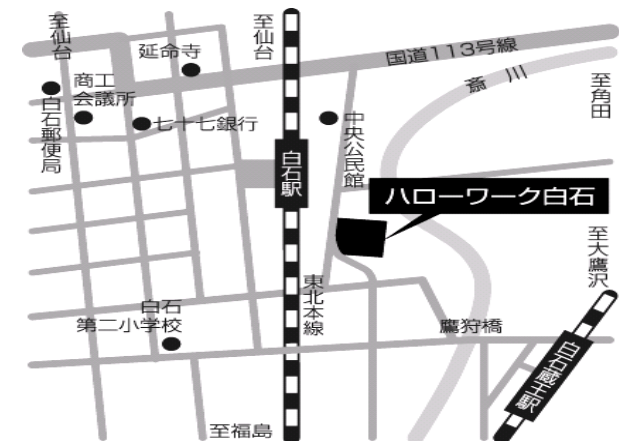 至仙台
至仙台
延命寺
国道113号線
斎川
至角田
商工
会議所
白石郵便局
七十七銀行
中央公民館
白石駅
ハローワーク白石
至大鷹沢
東北本線
白石
第二小学校
鷹狩橋
白石蔵王駅
至福島